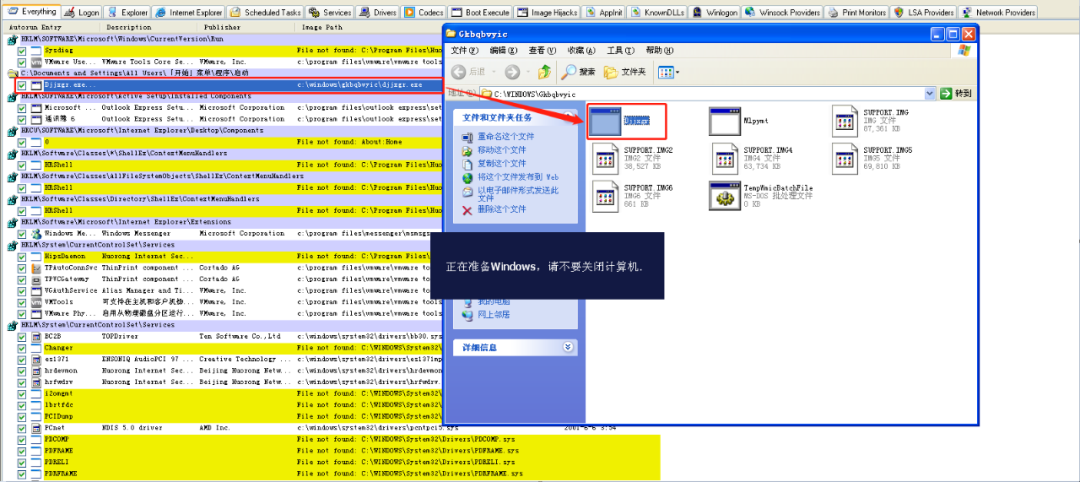 Everything Logon Explorer Internet Explorer Scheduled Tasks Services Drivers Codecs Boot Execute Image Hijacks AppInit KnownDLLs Winlogon Winsock Providers Print Monitors LSA Providers Network Providers
Autorun Entry Description Publisher Image Path
HKLM\SOFTWARE\Microsoft\Windows\CurrentVersion\Run
Sysdiag File not found: C:\Program Files\Huo
VMware Use... VMware Tools Core Se... VMware, Inc. c:\program files\vmware\vmware tools
C:\Documents and Settings\All Users\「开始」菜单\程序\启动
Djjzgr.exe... c:\windows\gkbqbvyic\djjzgr.exe
HKLM\SOFTWARE\Microsoft\Active Setup\Installed Components
Microsoft ... Outlook Express Setu... Microsoft Corporation c:\program files\outlook express\set
通讯簿 6 Outlook Express Setu... Microsoft Corporation c:\program files\outlook express\set
HKCU\SOFTWARE\Microsoft\Internet Explorer\Desktop\Components
0 File not found: About:Home
HKLM\Software\Classes\*\ShellEx\ContextMenuHandlers
HRShell File not found: C:\Program Files\Huo
HKLM\Software\Classes\AllFileSystemObjects\ShellEx\ContextMenuHandlers
HRShell File not found: C:\Program Files\Huo
HKLM\Software\Classes\Directory\ShellEx\ContextMenuHandlers
HRShell File not found: C:\Program Files\Huo
HKLM\Software\Microsoft\Internet Explorer\Extensions
Windows Me... Windows Messenger Microsoft Corporation c:\program files\messenger\msmsgs
HKLM\System\CurrentControlSet\Services
HipsDaemon Huorong Internet Sec... File not found: C:\Program Files\Huo
TPAutoConnSvc ThinPrint component ... Cortado AG c:\program files\vmware\vmware tools
TPVCGateway ThinPrint component ... Cortado AG c:\program files\vmware\vmware tools
VGAuthService Alias Manager and Ti... VMware, Inc. c:\program files\vmware\vmware tools
VMTools 可支持在主机和客户机操... VMware, Inc. c:\program files\vmware\vmware tools
VMware Phy... 启用从物理磁盘分区运行... VMware, Inc. c:\program files\vmware\vmware tools
HKLM\System\CurrentControlSet\Services
BC2B TOPDriver Ten Software Co.,Ltd c:\windows\system32\drivers\bb30.sys
Changer File not found: C:\WINDOWS\System32\
es1371 ENSONIQ AudioPCI 97 ... Creative Technology ... c:\windows\system32\drivers\es1371mp
hrdevmon Huorong Internet Sec... Beijing Huorong Netw... c:\windows\system32\drivers\hrdevmon
hrfwdrv Huorong Internet Sec... Beijing Huorong Netw... c:\windows\system32\drivers\hrfwdrv.
i2omgmt File not found: C:\WINDOWS\System32\
lbrtfdc File not found: C:\WINDOWS\System32\
PCIDump File not found: C:\WINDOWS\System32\
PCnet NDIS 5.0 driver AMD Inc. c:\windows\system32\drivers\pcntpci5.sys 2001-6-6 3:54
PDCOMP File not found: C:\WINDOWS\System32\Drivers\PDCOMP.sys
PDFRAME File not found: C:\WINDOWS\System32\Drivers\PDFRAME.sys
PDRELI File not found: C:\WINDOWS\System32\Drivers\PDRELI.sys
PDRFRAME File not found: C:\WINDOWS\System32\Drivers\PDRFRAME.sys
Gkbqbvyic
文件(F) 编辑(E) 查看(V) 收藏(A) 工具(T) 帮助(H)
后退 搜索 文件夹
地址(D) C:\WINDOWS\Gkbqbvyic 转到
文件和文件夹任务
重命名这个文件
移动这个文件
复制这个文件
将这个文件发布到 Web
以电子邮件形式发送此
文件
删除这个文件
我的电脑
网上邻居
详细信息
Djjzgr
Nlpymt
SUPPORT.IMG
IMG 文件
87,361 KB
SUPPORT.IMG2
IMG2 文件
38,527 KB
SUPPORT.IMG4
IMG4 文件
63,734 KB
SUPPORT.IMG5
IMG5 文件
69,810 KB
SUPPORT.IMG6
IMG6 文件
661 KB
TempWmicBatchFile
MS-DOS 批处理文件
0 KB
正在准备Windows，请不要关闭计算机.